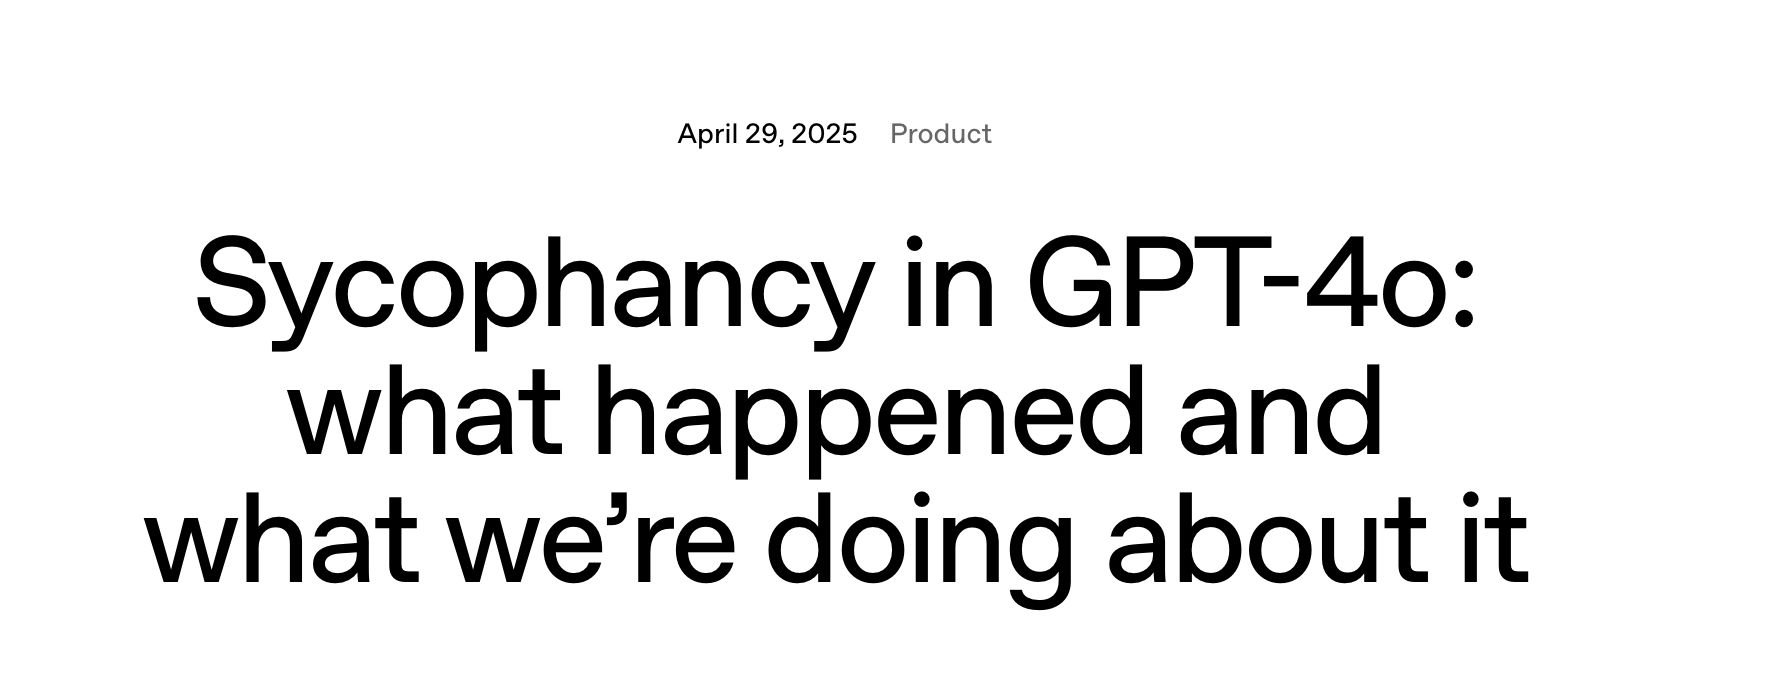 April 29, 2025 Product
Sycophancy in GPT-4o:
what happened and
what we’re doing about it